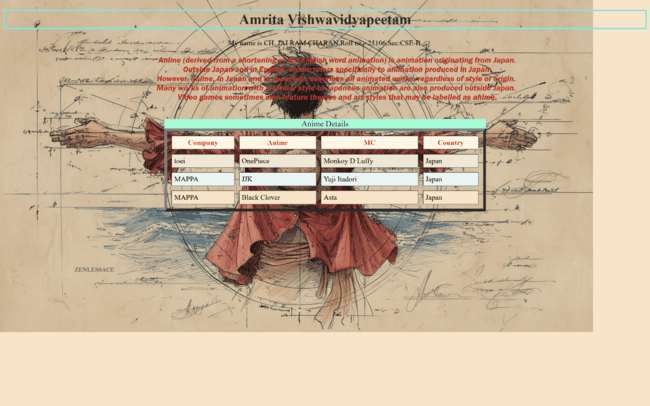 Amrita Vishwavidyapeetam
My name is CH. JAI RAM CHARAN.Roll no: 25106.Sec:CSE-B
Anime (derived from a shortening of the English word animation) is animation originating from Japan.
Outside Japan and in English, anime refers specifically to animation produced in Japan.
However, anime, in Japan and in Japanese, describes all animated works, regardless of style or origin.
Many works of animation with a similar style to Japanese animation are also produced outside Japan.
Video games sometimes also feature themes and art styles that may be labelled as anime.
Anime Details
Company Anime MC Country
toei OnePiece Monkoy D Luffy Japan
MAPPA JJK Yuji Itadori Japan
MAPPA Black Clover Asta Japan
ZENLESSACE